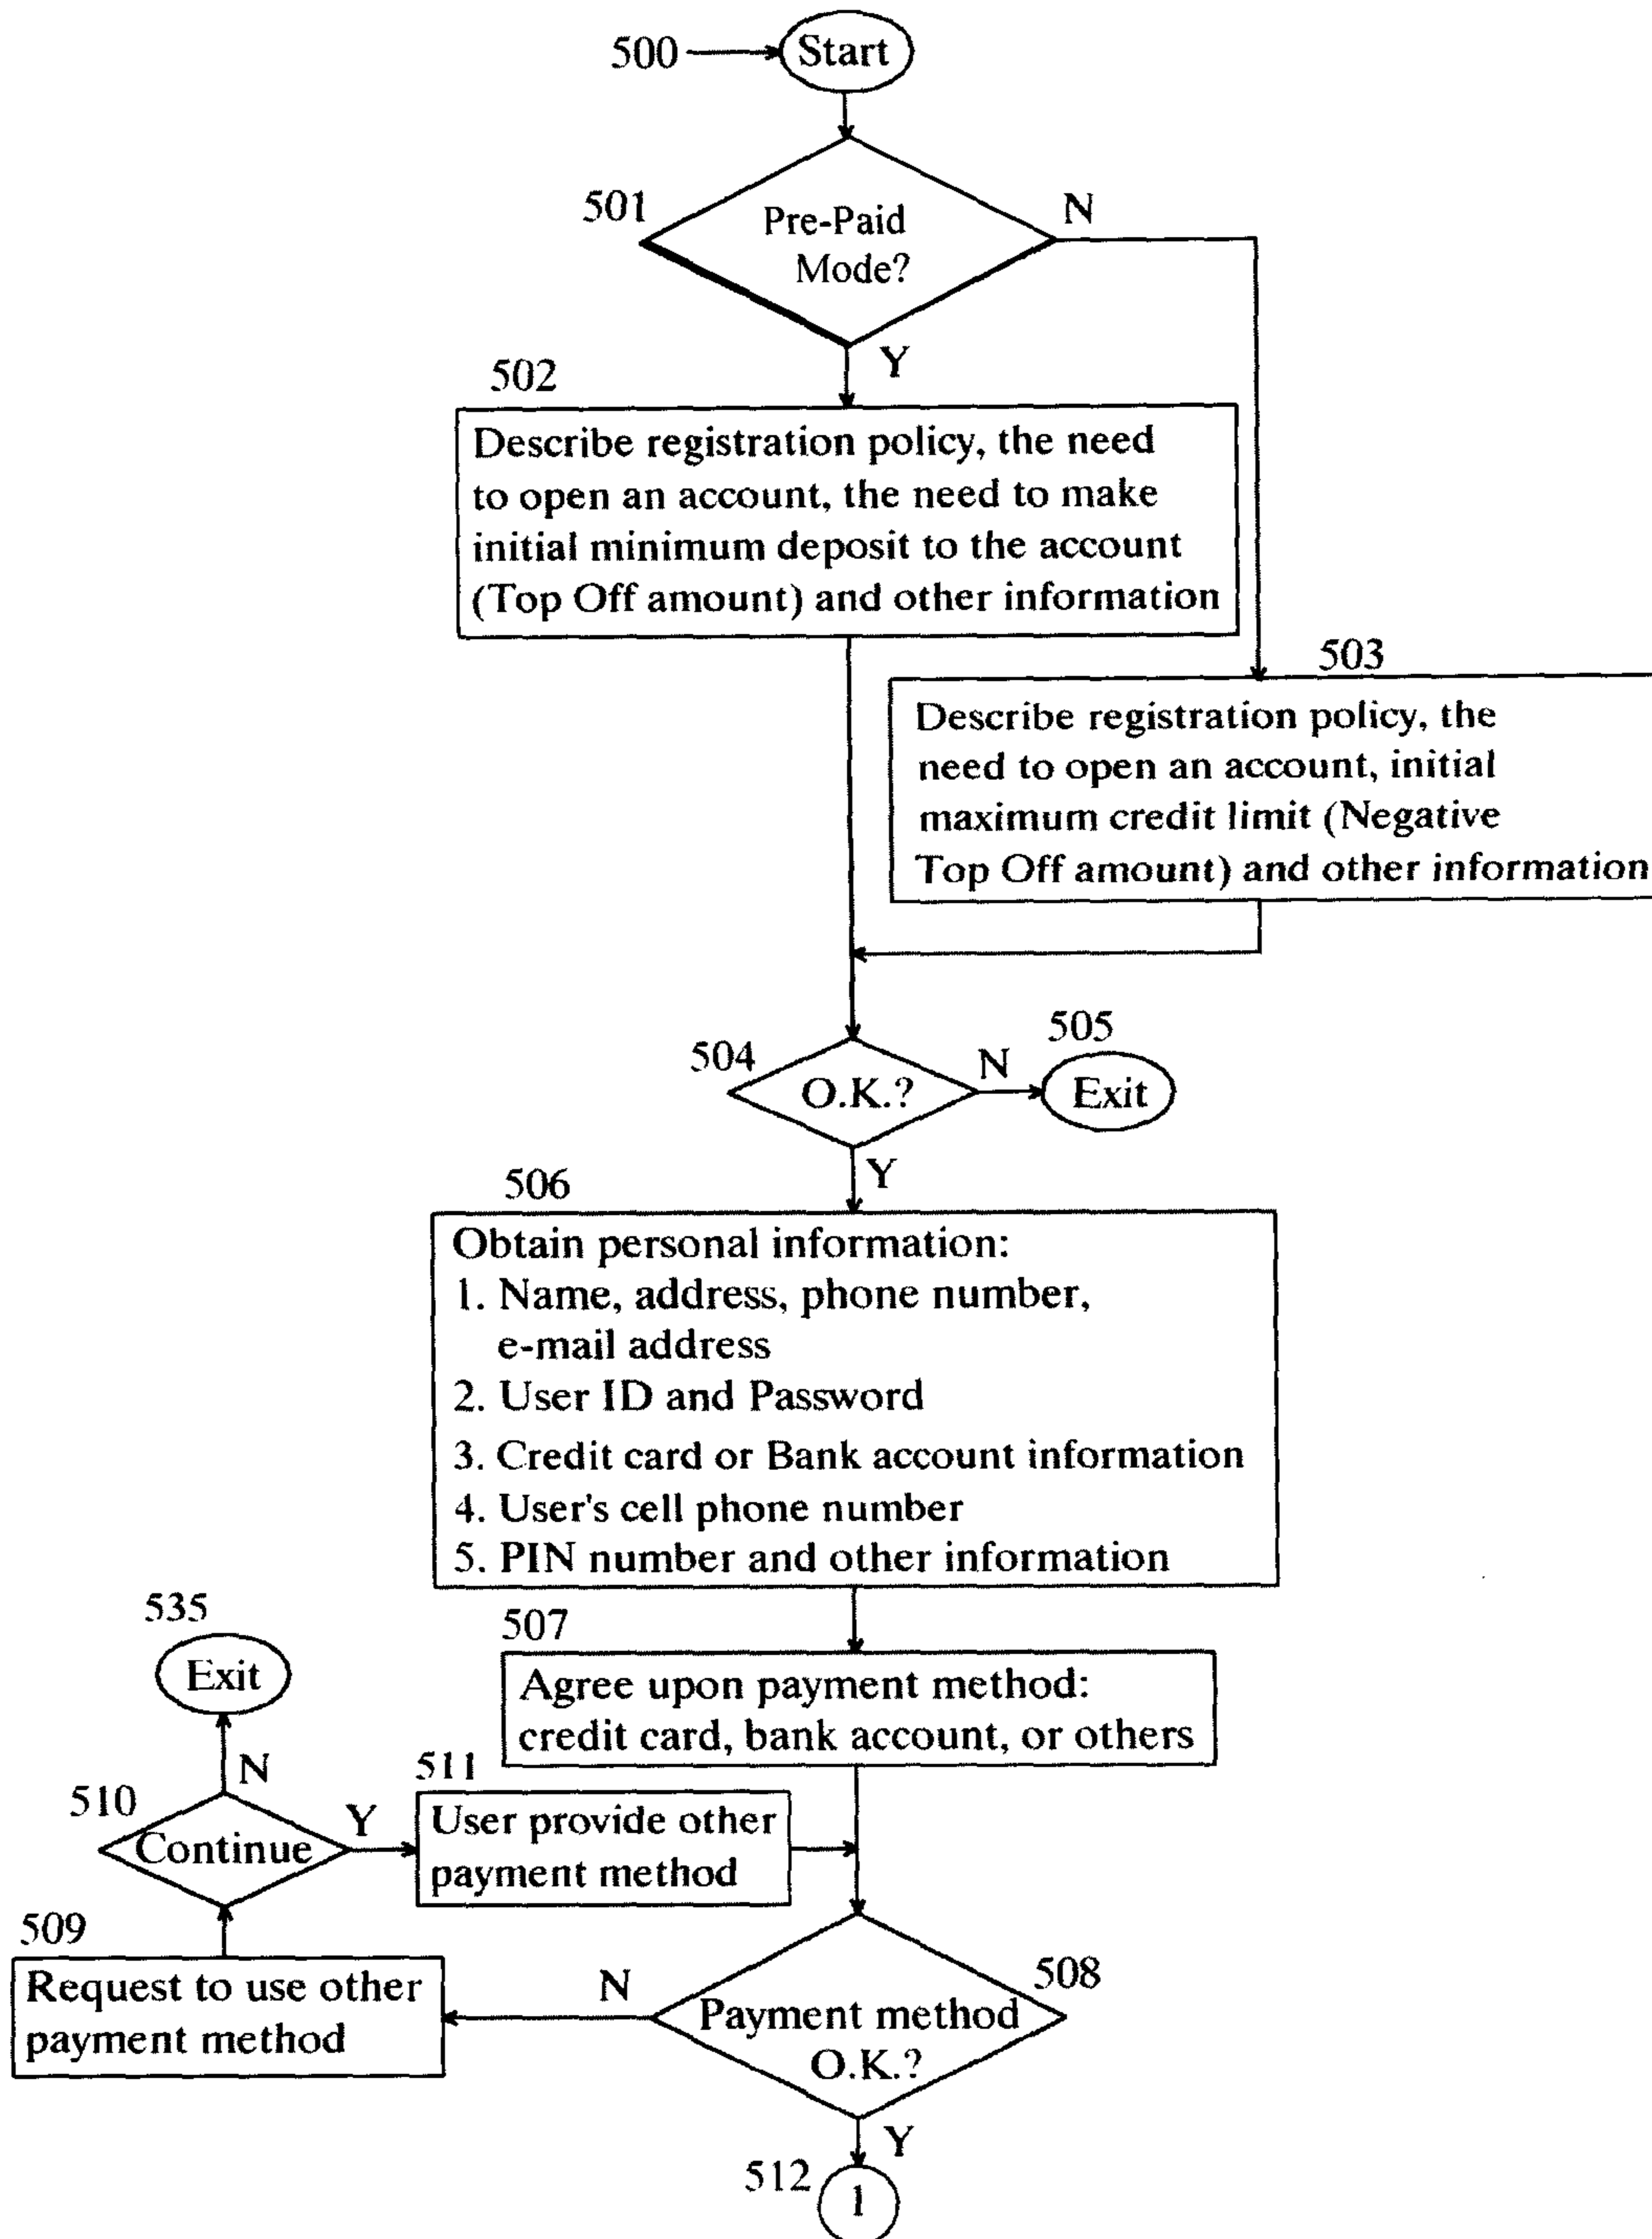 500
Start
501
Pre-Paid
Mode?
N
Y
502
Describe registration policy, the need
to open an account, the need to make
initial minimum deposit to the account
(Top Off amount) and other information
503
Describe registration policy, the
need to open an account, initial
maximum credit limit (Negative
Top Off amount) and other information
504
O.K.?
N
505
Exit
Y
506
Obtain personal information:
1. Name, address, phone number,
e-mail address
2. User ID and Password
3. Credit card or Bank account information
4. User's cell phone number
5. PIN number and other information
507
Agree upon payment method:
credit card, bank account, or others
535
Exit
N
510
Continue
Y
511
User provide other
payment method
509
Request to use other
payment method
N
508
Payment method
O.K.?
Y
512
1